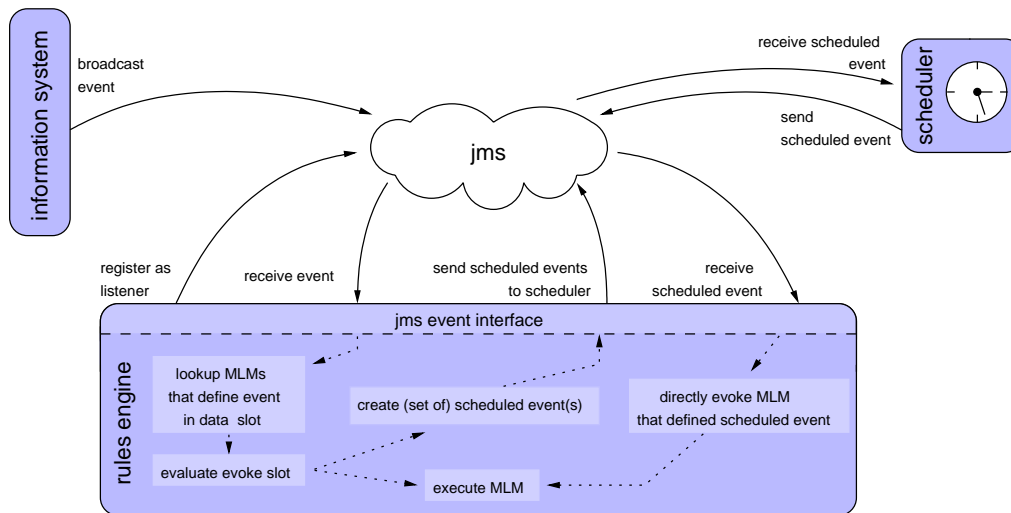 information system
broadcast
event
receive scheduled
event
scheduler
send
scheduled event
jms
register as
listener
receive event
send scheduled events
to scheduler
receive
scheduled event
jms event interface
rules engine
lookup MLMs
that define event
in data slot
create (set of) scheduled event(s)
directly evoke MLM
that defined scheduled event
evaluate evoke slot
execute MLM